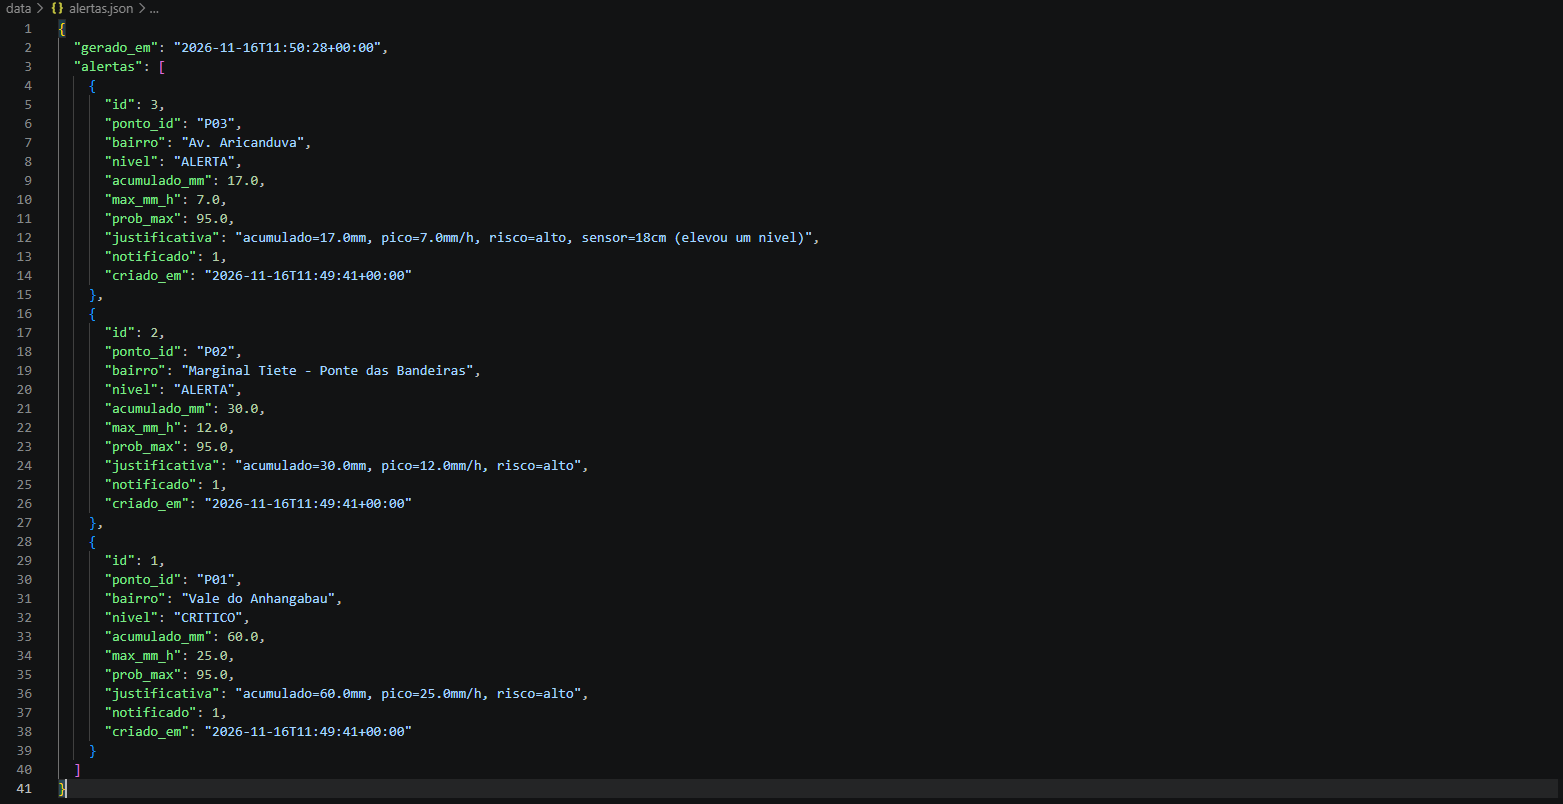 data > {} alertas.json > ...
1 {
2 "gerado_em": "2026-11-16T11:50:28+00:00",
3 "alertas": [
4 {
5 "id": 3,
6 "ponto_id": "P03",
7 "bairro": "Av. Aricanduva",
8 "nivel": "ALERTA",
9 "acumulado_mm": 17.0,
10 "max_mm_h": 7.0,
11 "prob_max": 95.0,
12 "justificativa": "acumulado=17.0mm, pico=7.0mm/h, risco=alto, sensor=18cm (elevou um nivel)",
13 "notificado": 1,
14 "criado_em": "2026-11-16T11:49:41+00:00"
15 },
16 {
17 "id": 2,
18 "ponto_id": "P02",
19 "bairro": "Marginal Tiete - Ponte das Bandeiras",
20 "nivel": "ALERTA",
21 "acumulado_mm": 30.0,
22 "max_mm_h": 12.0,
23 "prob_max": 95.0,
24 "justificativa": "acumulado=30.0mm, pico=12.0mm/h, risco=alto",
25 "notificado": 1,
26 "criado_em": "2026-11-16T11:49:41+00:00"
27 },
28 {
29 "id": 1,
30 "ponto_id": "P01",
31 "bairro": "Vale do Anhangabau",
32 "nivel": "CRITICO",
33 "acumulado_mm": 60.0,
34 "max_mm_h": 25.0,
35 "prob_max": 95.0,
36 "justificativa": "acumulado=60.0mm, pico=25.0mm/h, risco=alto",
37 "notificado": 1,
38 "criado_em": "2026-11-16T11:49:41+00:00"
39 }
40 ]
41 }